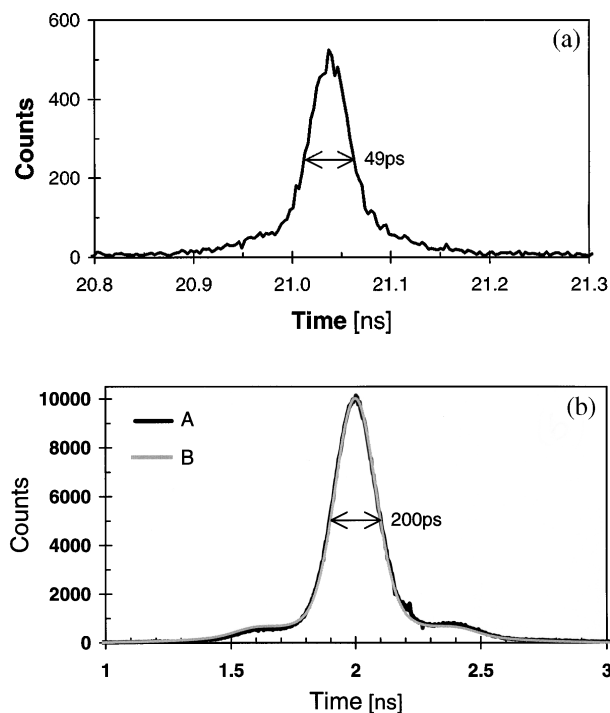 600
(a)
400
Counts
49ps
200
0
20.8 20.9 21.0 21.1 21.2 21.3
Time [ns]
10000
(b)
A
8000
B
6000
Counts
200ps
4000
2000
0
1 1.5 2 2.5 3
Time [ns]